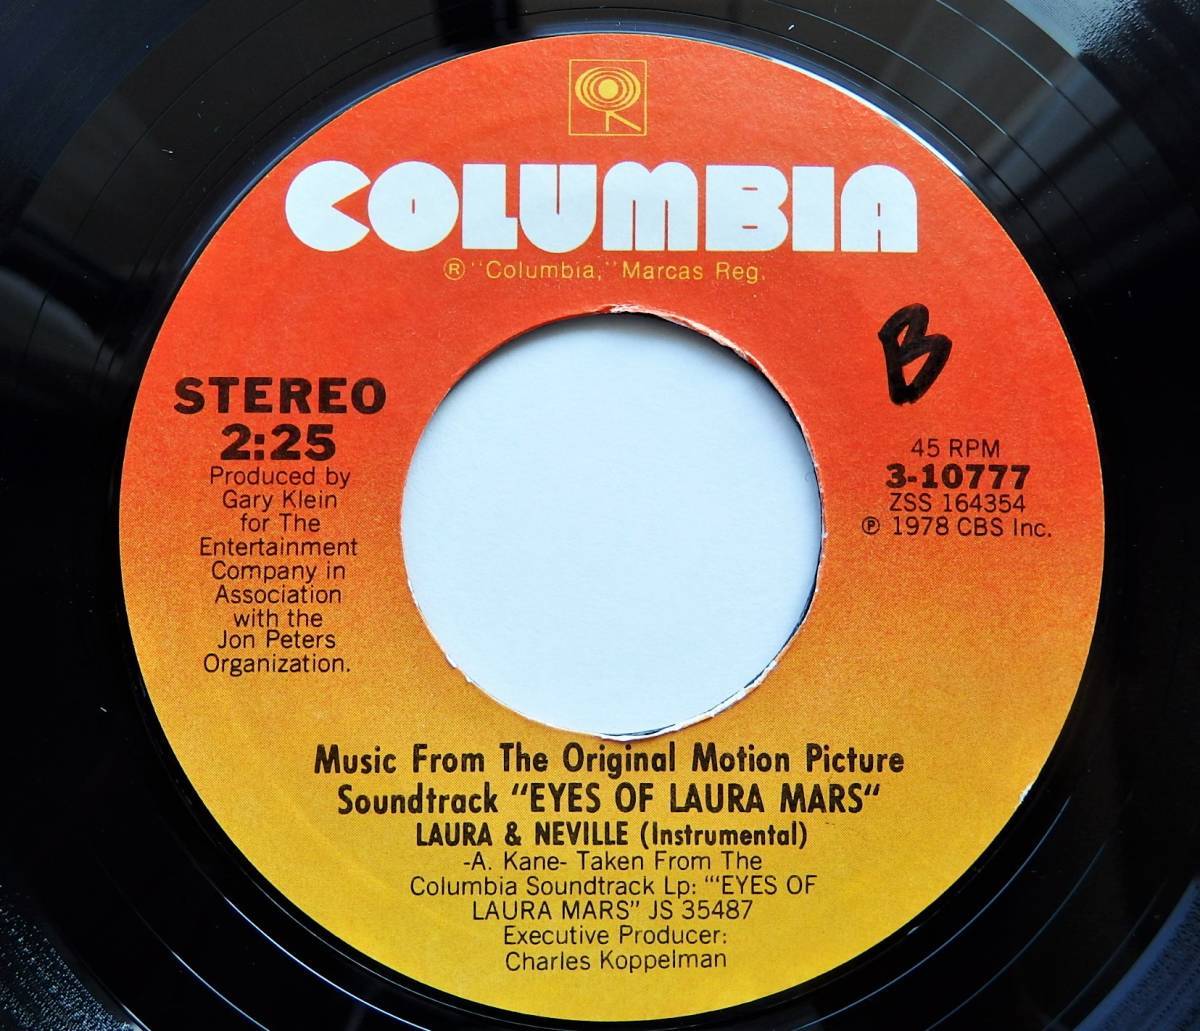 COLUMBIA
® "Columbia," Marcas Reg.
B
STEREO
2:25
Produced by
Gary Klein
for The
Entertainment
Company in
Association
with the
Jon Peters
Organization.
45 RPM
3-10777
ZSS 164354
℗ 1978 CBS Inc.
Music From The Original Motion Picture
Soundtrack "EYES OF LAURA MARS"
LAURA & NEVILLE (Instrumental)
-A. Kane- Taken From The
Columbia Soundtrack Lp: "'EYES OF
LAURA MARS" JS 35487
Executive Producer:
Charles Koppelman